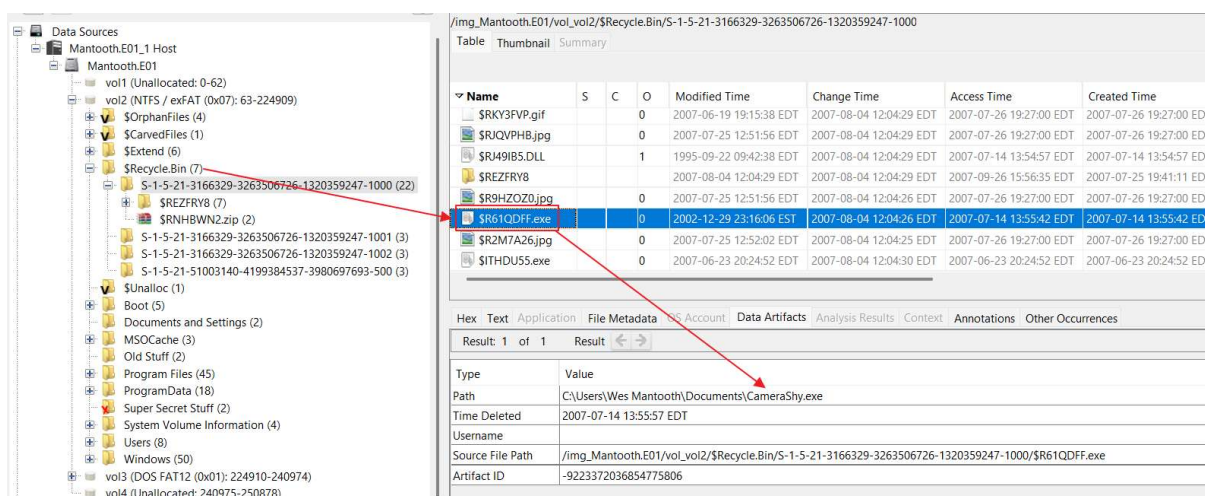 Data Sources
Mantooth.E01_1 Host
Mantooth.E01
vol1 (Unallocated: 0-62)
vol2 (NTFS / exFAT (0x07): 63-224909)
$OrphanFiles (4)
$CarvedFiles (1)
$Extend (6)
$Recycle.Bin (7)
S-1-5-21-3166329-3263506726-1320359247-1000 (22)
$REZFRY8 (7)
$RNHBWN2.zip (2)
S-1-5-21-3166329-3263506726-1320359247-1001 (3)
S-1-5-21-3166329-3263506726-1320359247-1002 (3)
S-1-5-21-51003140-4199384537-3980697693-500 (3)
$Unalloc (1)
Boot (5)
Documents and Settings (2)
MSOCache (3)
Old Stuff (2)
Program Files (45)
ProgramData (18)
Super Secret Stuff (2)
System Volume Information (4)
Users (8)
Windows (50)
vol3 (DOS FAT12 (0x01): 224910-240974)
vol4 (Unallocated: 240975-250878)
/img_Mantooth.E01/vol_vol2/$Recycle.Bin/S-1-5-21-3166329-3263506726-1320359247-1000
Table Thumbnail Summary
Name S C O Modified Time Change Time Access Time Created Time
$RKY3FVP.gif 0 2007-06-19 19:15:38 EDT 2007-08-04 12:04:29 EDT 2007-07-26 19:27:00 EDT 2007-07-26 19:27:00 ED
$RJQVPHB.jpg 0 2007-07-25 12:51:56 EDT 2007-08-04 12:04:29 EDT 2007-07-26 19:27:00 EDT 2007-07-26 19:27:00 ED
$RJ49IB5.DLL 1 1995-09-22 09:42:38 EDT 2007-08-04 12:04:29 EDT 2007-07-14 13:54:57 EDT 2007-07-14 13:54:57 ED
$REZFRY8 2007-08-04 12:04:29 EDT 2007-08-04 12:04:29 EDT 2007-09-26 15:56:35 EDT 2007-07-25 19:41:11 ED
$R9HZOZ0.jpg 0 2007-07-25 12:51:56 EDT 2007-08-04 12:04:29 EDT 2007-07-26 19:27:00 EDT 2007-07-26 19:27:00 ED
$R61QDFF.exe 0 2002-12-29 23:16:06 EST 2007-08-04 12:04:26 EDT 2007-07-14 13:55:42 EDT 2007-07-14 13:55:42 ED
$R2M7A26.jpg 0 2007-07-25 12:52:02 EDT 2007-08-04 12:04:25 EDT 2007-07-26 19:27:00 EDT 2007-07-26 19:27:00 ED
$ITHDU55.exe 0 2007-06-23 20:24:52 EDT 2007-08-04 12:04:30 EDT 2007-06-23 20:24:52 EDT 2007-06-23 20:24:52 ED
Hex Text Application File Metadata OS Account Data Artifacts Analysis Results Context Annotations Other Occurrences
Result: 1 of 1 Result
Type Value
Path C:\Users\Wes Mantooth\Documents\CameraShy.exe
Time Deleted 2007-07-14 13:55:57 EDT
Username
Source File Path /img_Mantooth.E01/vol_vol2/$Recycle.Bin/S-1-5-21-3166329-3263506726-1320359247-1000/$R61QDFF.exe
Artifact ID -9223372036854775806